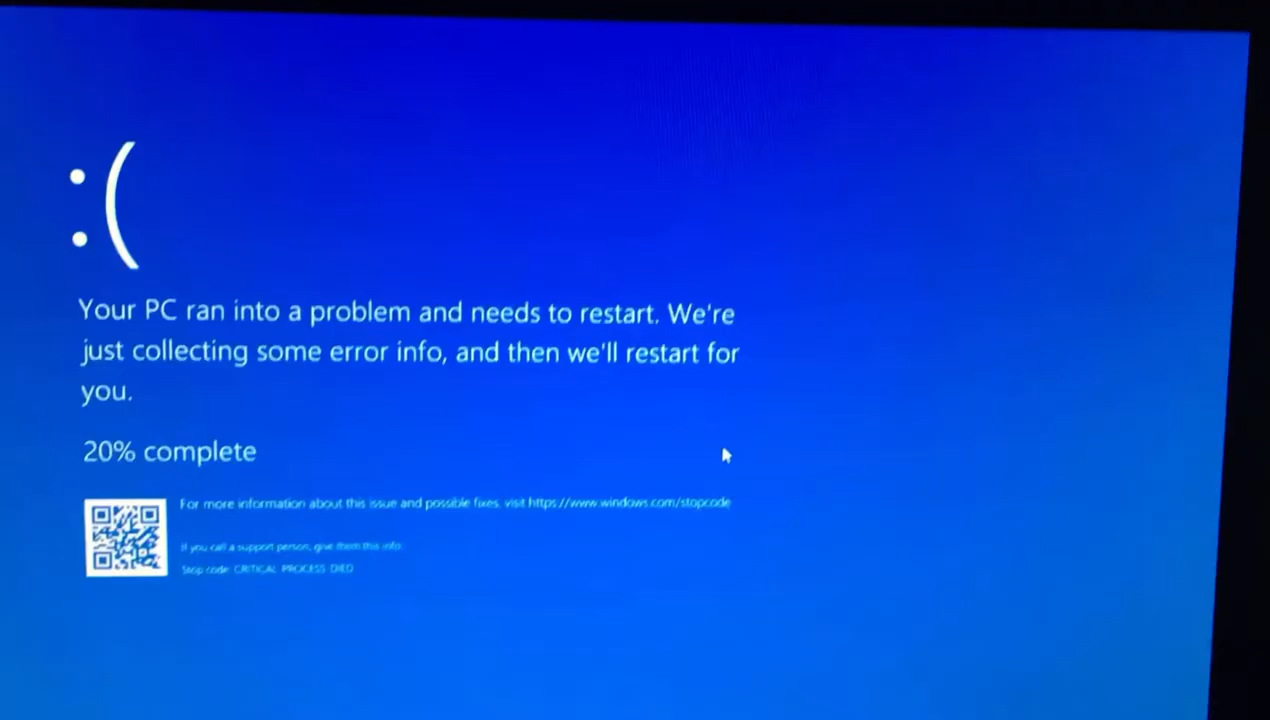 :(
Your PC ran into a problem and needs to restart. We're
just collecting some error info, and then we'll restart for
you.
20% complete
For more information about this issue and possible fixes, visit https://www.windows.com/stopcode
If you call a support person, give them this info:
Stop code: CRITICAL PROCESS DIED